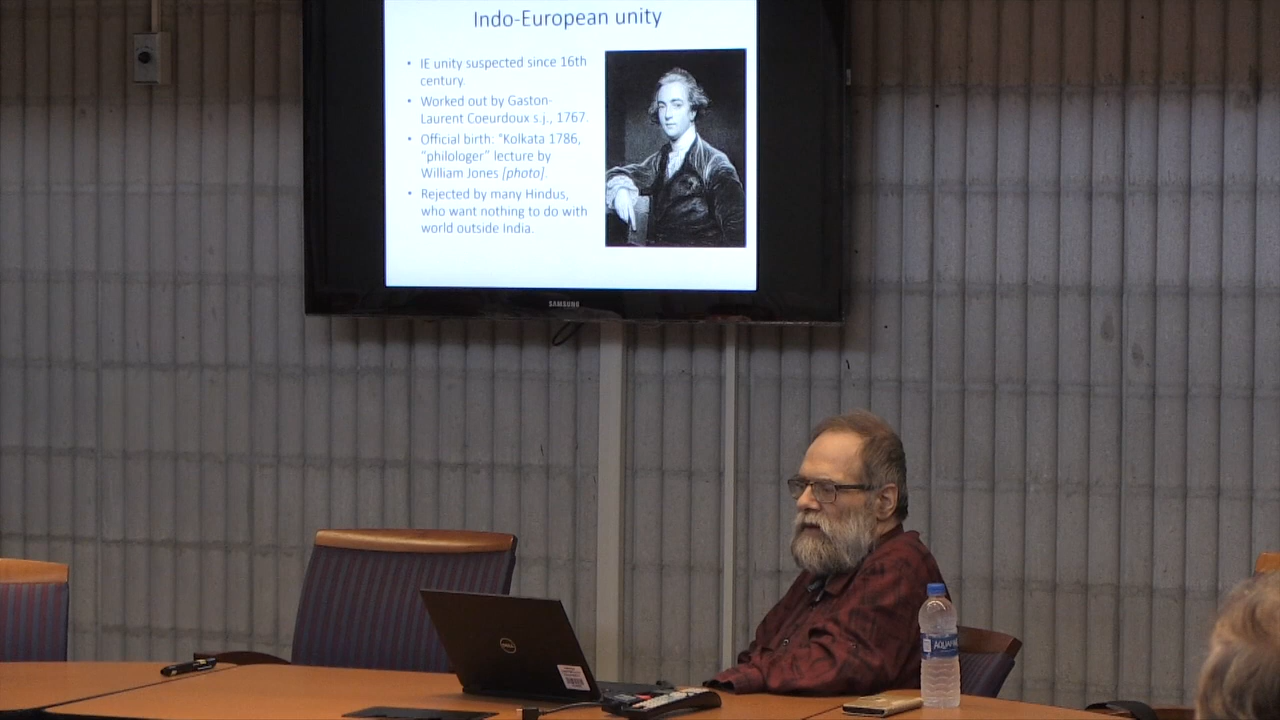 Indo-European unity
• IE unity suspected since 16th
century.
• Worked out by Gaston-
Laurent Coeurdoux s.j., 1767.
• Official birth: "Kolkata 1786,
“philologer” lecture by
William Jones [photo].
• Rejected by many Hindus,
who want nothing to do with
world outside India.
SAMSUNG
DELL